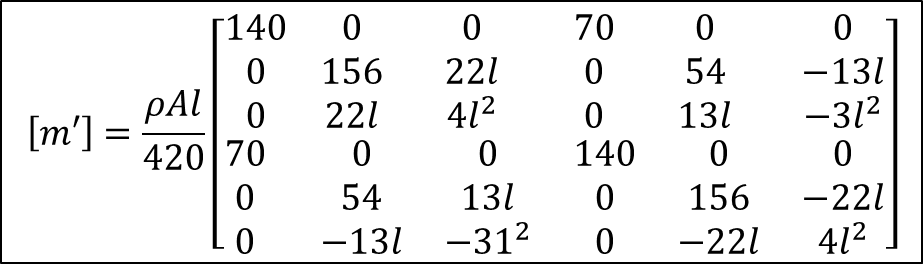 140 0 0 70 0 0
0 156 22l 0 54 −13l
0 22l 4l² 0 13l −3l²
[m′] = ρAl/420
70 0 0 140 0 0
0 54 13l 0 156 −22l
0 −13l −31² 0 −22l 4l²